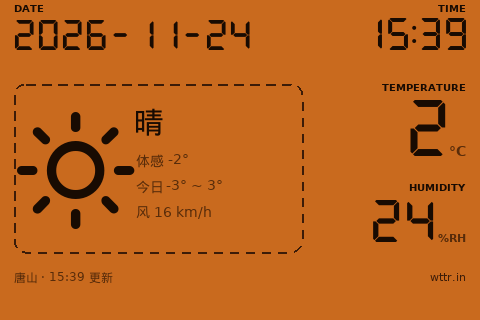 DATE
TIME
2026-11-24
15:39
TEMPERATURE
2 °C
晴
体感 -2°
今日 -3° ~ 3°
风 16 km/h
HUMIDITY
24 %RH
唐山 · 15:39 更新
wttr.in